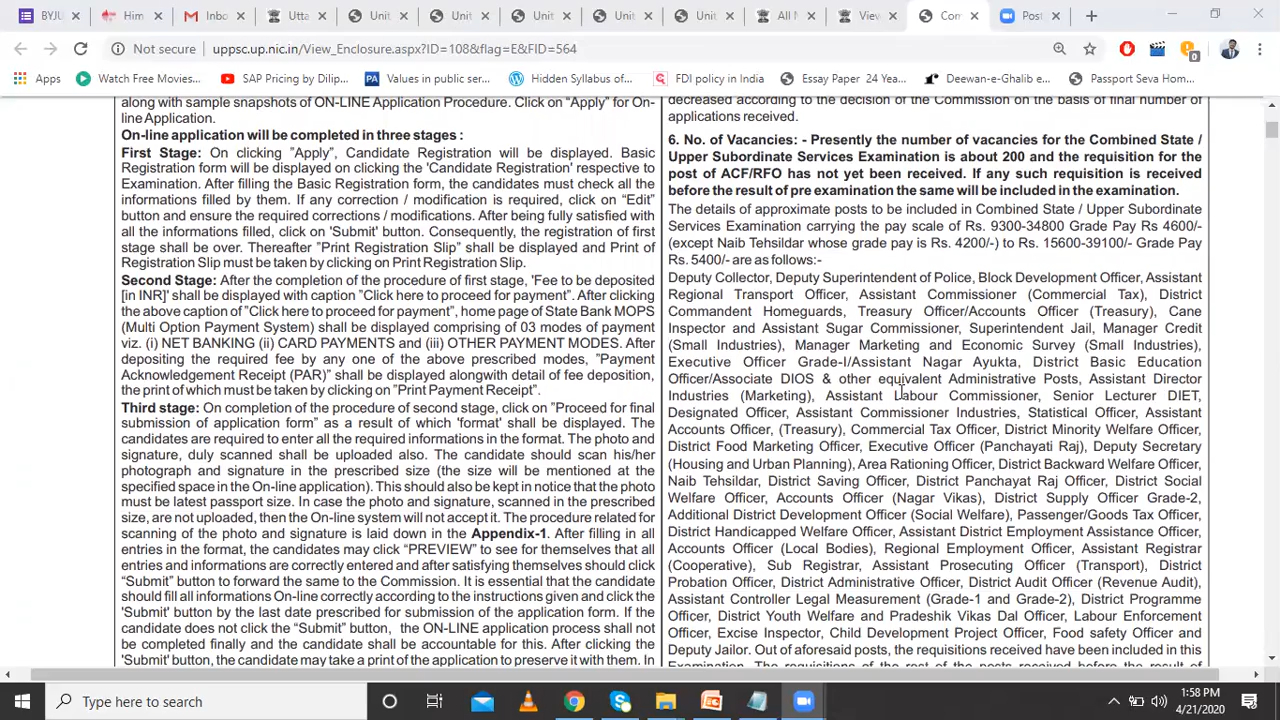 BYJU
Him
Inbo
Utta
Unit
Unit
Unit
Unit
Unit
All N
View
Com
Post
Not secure
uppsc.up.nic.in/View_Enclosure.aspx?ID=108&flag=E&FID=564
0
Apps
Watch Free Movies...
SAP Pricing by Dilip...
PA
Values in public ser...
Hidden Syllabus of...
FDI policy in India
Essay Paper 24 Year...
Deewan-e-Ghalib e...
Passport Seva Hom...
along with sample snapshots of ON-LINE Application Procedure. Click on "Apply" for On-
line Application.
On-line application will be completed in three stages :
First Stage: On clicking "Apply", Candidate Registration will be displayed. Basic
Registration form will be displayed on clicking the 'Candidate Registration' respective to
Examination. After filling the Basic Registration form, the candidates must check all the
informations filled by them. If any correction / modification is required, click on "Edit"
button and ensure the required corrections / modifications. After being fully satisfied with
all the informations filled, click on 'Submit' button. Consequently, the registration of first
stage shall be over. Thereafter "Print Registration Slip" shall be displayed and Print of
Registration Slip must be taken by clicking on Print Registration Slip.
Second Stage: After the completion of the procedure of first stage, 'Fee to be deposited
[in INR]' shall be displayed with caption "Click here to proceed for payment". After clicking
the above caption of "Click here to proceed for payment", home page of State Bank MOPS
(Multi Option Payment System) shall be displayed comprising of 03 modes of payment
viz. (i) NET BANKING (ii) CARD PAYMENTS and (iii) OTHER PAYMENT MODES. After
depositing the required fee by any one of the above prescribed modes, "Payment
Acknowledgement Receipt (PAR)" shall be displayed alongwith detail of fee deposition,
the print of which must be taken by clicking on "Print Payment Receipt".
Third stage: On completion of the procedure of second stage, click on "Proceed for final
submission of application form" as a result of which 'format' shall be displayed. The
candidates are required to enter all the required informations in the format. The photo and
signature, duly scanned shall be uploaded also. The candidate should scan his/her
photograph and signature in the prescribed size (the size will be mentioned at the
specified space in the On-line application). This should also be kept in notice that the photo
must be latest passport size. In case the photo and signature, scanned in the prescribed
size, are not uploaded, then the On-line system will not accept it. The procedure related for
scanning of the photo and signature is laid down in the Appendix-1. After filling in all
entries in the format, the candidates may click "PREVIEW" to see for themselves that all
entries and informations are correctly entered and after satisfying themselves should click
"Submit" button to forward the same to the Commission. It is essential that the candidate
should fill all informations On-line correctly according to the instructions given and click the
'Submit' button by the last date prescribed for submission of the application form. If the
candidate does not click the "Submit" button, the ON-LINE application process shall not
be completed finally and the candidate shall be accountable for this. After clicking the
'Submit' button, the candidate may take a print of the application to preserve it with them. In
decreased according to the decision of the Commission on the basis of final number of
applications received.
6. No. of Vacancies: - Presently the number of vacancies for the Combined State /
Upper Subordinate Services Examination is about 200 and the requisition for the
post of ACF/RFO has not yet been received. If any such requisition is received
before the result of pre examination the same will be included in the examination.
The details of approximate posts to be included in Combined State / Upper Subordinate
Services Examination carrying the pay scale of Rs. 9300-34800 Grade Pay Rs 4600/-
(except Naib Tehsildar whose grade pay is Rs. 4200/-) to Rs. 15600-39100/- Grade Pay
Rs. 5400/- are as follows:-
Deputy Collector, Deputy Superintendent of Police, Block Development Officer, Assistant
Regional Transport Officer, Assistant Commissioner (Commercial Tax), District
Commandent Homeguards, Treasury Officer/Accounts Officer (Treasury), Cane
Inspector and Assistant Sugar Commissioner, Superintendent Jail, Manager Credit
(Small Industries), Manager Marketing and Economic Survey (Small Industries),
Executive Officer Grade-I/Assistant Nagar Ayukta, District Basic Education
Officer/Associate DIOS & other equivalent Administrative Posts, Assistant Director
Industries (Marketing), Assistant Labour Commissioner, Senior Lecturer DIET,
Designated Officer, Assistant Commissioner Industries, Statistical Officer, Assistant
Accounts Officer, (Treasury), Commercial Tax Officer, District Minority Welfare Officer,
District Food Marketing Officer, Executive Officer (Panchayati Raj), Deputy Secretary
(Housing and Urban Planning), Area Rationing Officer, District Backward Welfare Officer,
Naib Tehsildar, District Saving Officer, District Panchayat Raj Officer, District Social
Welfare Officer, Accounts Officer (Nagar Vikas), District Supply Officer Grade-2,
Additional District Development Officer (Social Welfare), Passenger/Goods Tax Officer,
District Handicapped Welfare Officer, Assistant District Employment Assistance Officer,
Accounts Officer (Local Bodies), Regional Employment Officer, Assistant Registrar
(Cooperative), Sub Registrar, Assistant Prosecuting Officer (Transport), District
Probation Officer, District Administrative Officer, District Audit Officer (Revenue Audit),
Assistant Controller Legal Measurement (Grade-1 and Grade-2), District Programme
Officer, District Youth Welfare and Pradeshik Vikas Dal Officer, Labour Enforcement
Officer, Excise Inspector, Child Development Project Officer, Food safety Officer and
Deputy Jailor. Out of aforesaid posts, the requisitions received have been included in this
Examination. The requisitions of the rest of the posts received before the result of
Type here to search
1:58 PM
4/21/2020